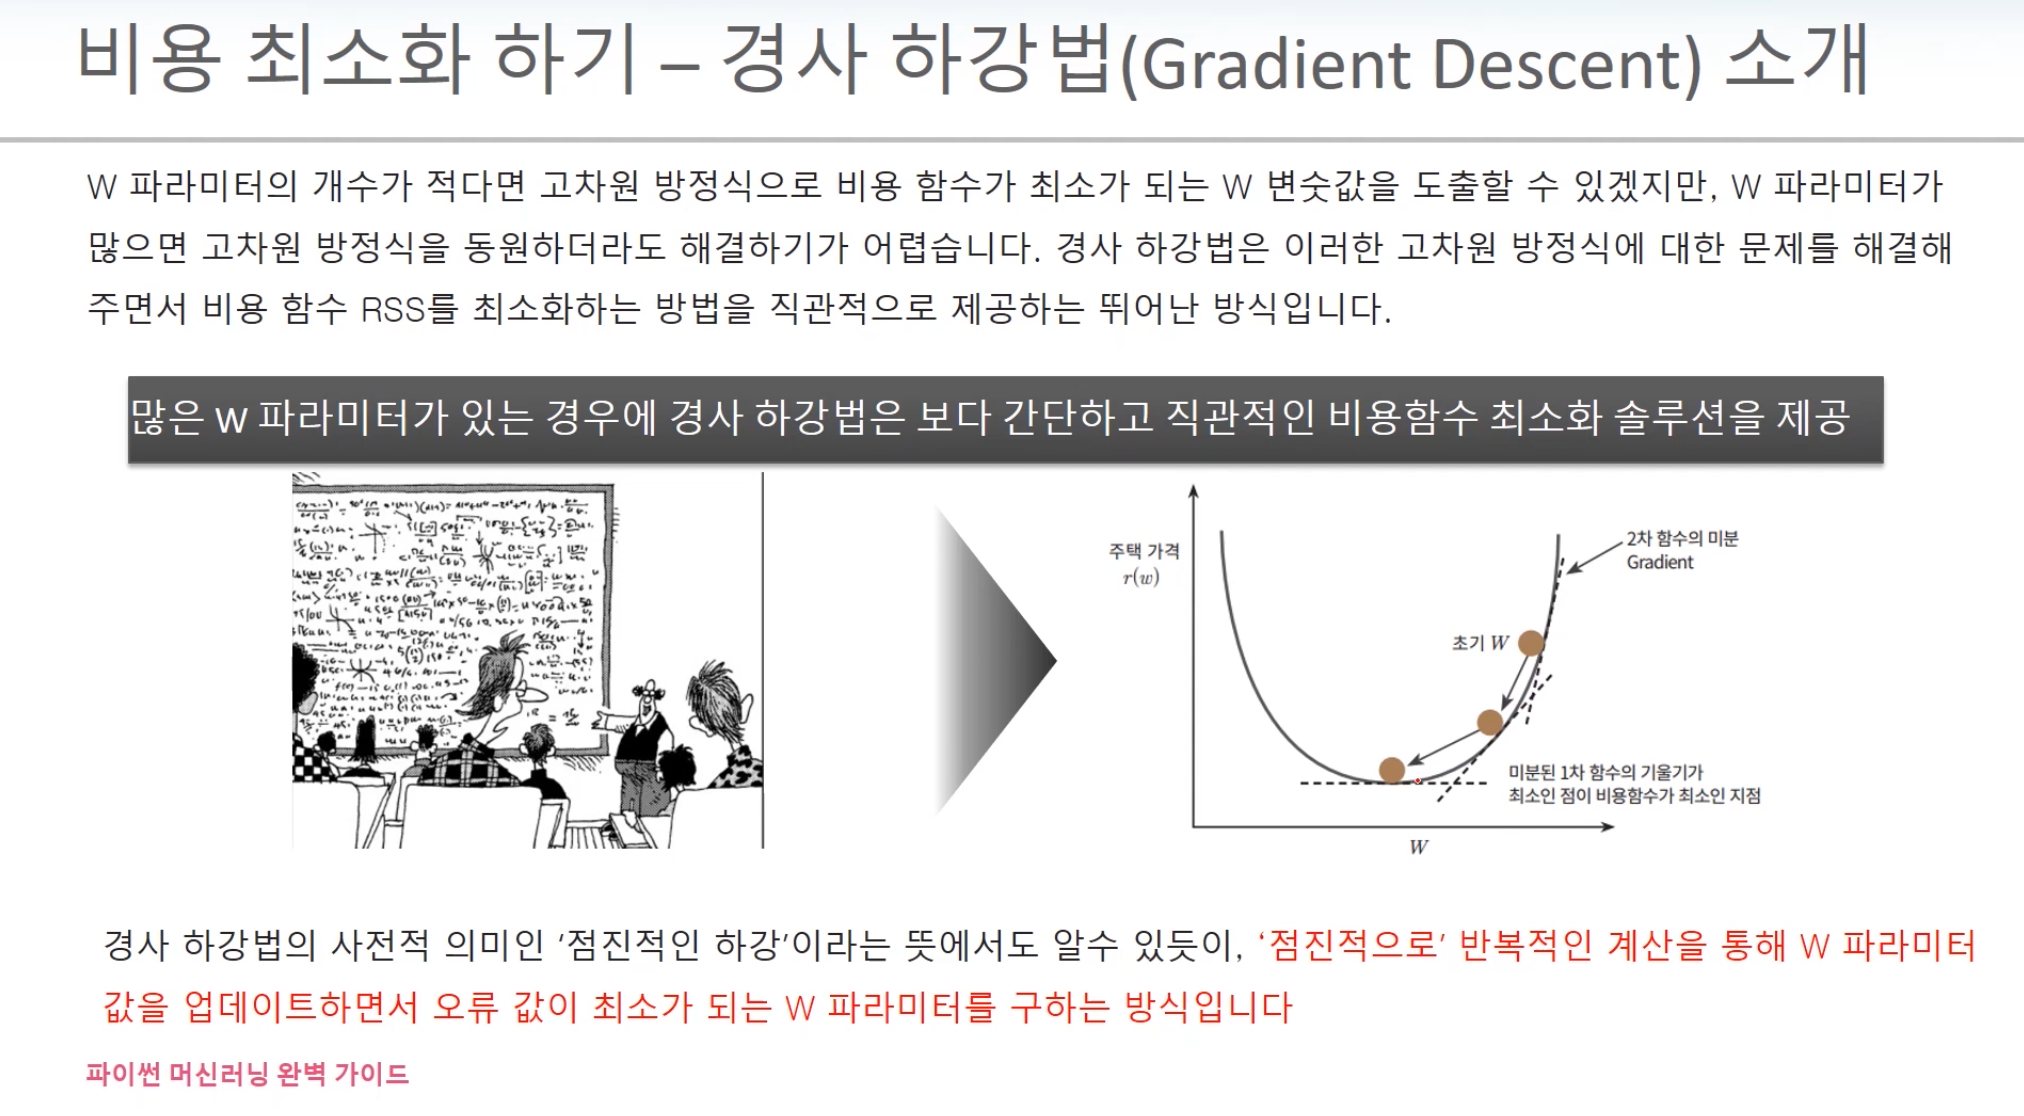 비용 최소화 하기 – 경사 하강법(Gradient Descent) 소개
W 파라미터의 개수가 적다면 고차원 방정식으로 비용 함수가 최소가 되는 W 변숫값을 도출할 수 있겠지만, W 파라미터가
많으면 고차원 방정식을 동원하더라도 해결하기가 어렵습니다. 경사 하강법은 이러한 고차원 방정식에 대한 문제를 해결해
주면서 비용 함수 RSS를 최소화하는 방법을 직관적으로 제공하는 뛰어난 방식입니다.
많은 W 파라미터가 있는 경우에 경사 하강법은 보다 간단하고 직관적인 비용함수 최소화 솔루션을 제공
주택 가격
r(w)
2차 함수의 미분
Gradient
초기 W
미분된 1차 함수의 기울기가
최소인 점이 비용함수가 최소인 지점
W
경사 하강법의 사전적 의미인 ‘점진적인 하강’이라는 뜻에서도 알수 있듯이, ‘점진적으로’ 반복적인 계산을 통해 W 파라미터
값을 업데이트하면서 오류 값이 최소가 되는 W 파라미터를 구하는 방식입니다
파이썬 머신러닝 완벽 가이드